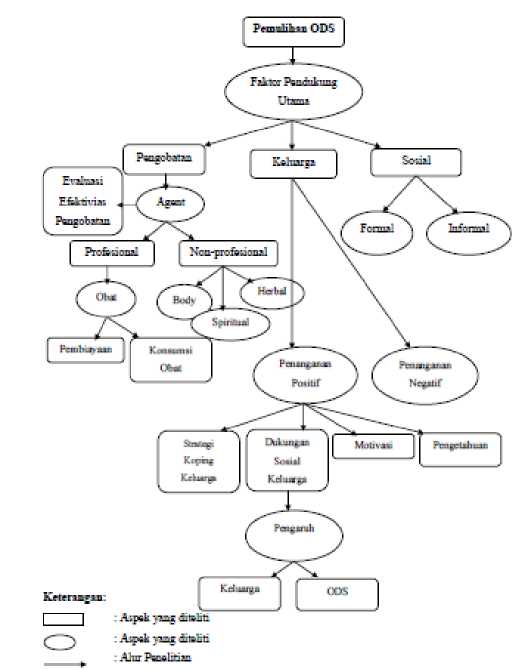 Pemulihan ODS
Faktor Pendukung
Utama
Pengobatan
Keluarga
Sosial
Evaluasi
Efektivias
Pengobatan
Agent
Formal
Informal
Profesional
Non-profesional
Obat
Body
Herbal
Spiritual
Pembiayaan
Konsumsi
Obat
Penanganan
Positif
Penanganan
Negatif
Strategi
Koping
Keluarga
Dukungan
Sosial
Keluarga
Motivasi
Pengetahuan
Pengaruh
Keluarga
ODS
Keterangan:
: Aspek yang diteliti
: Aspek yang diteliti
: Alur Penelitian